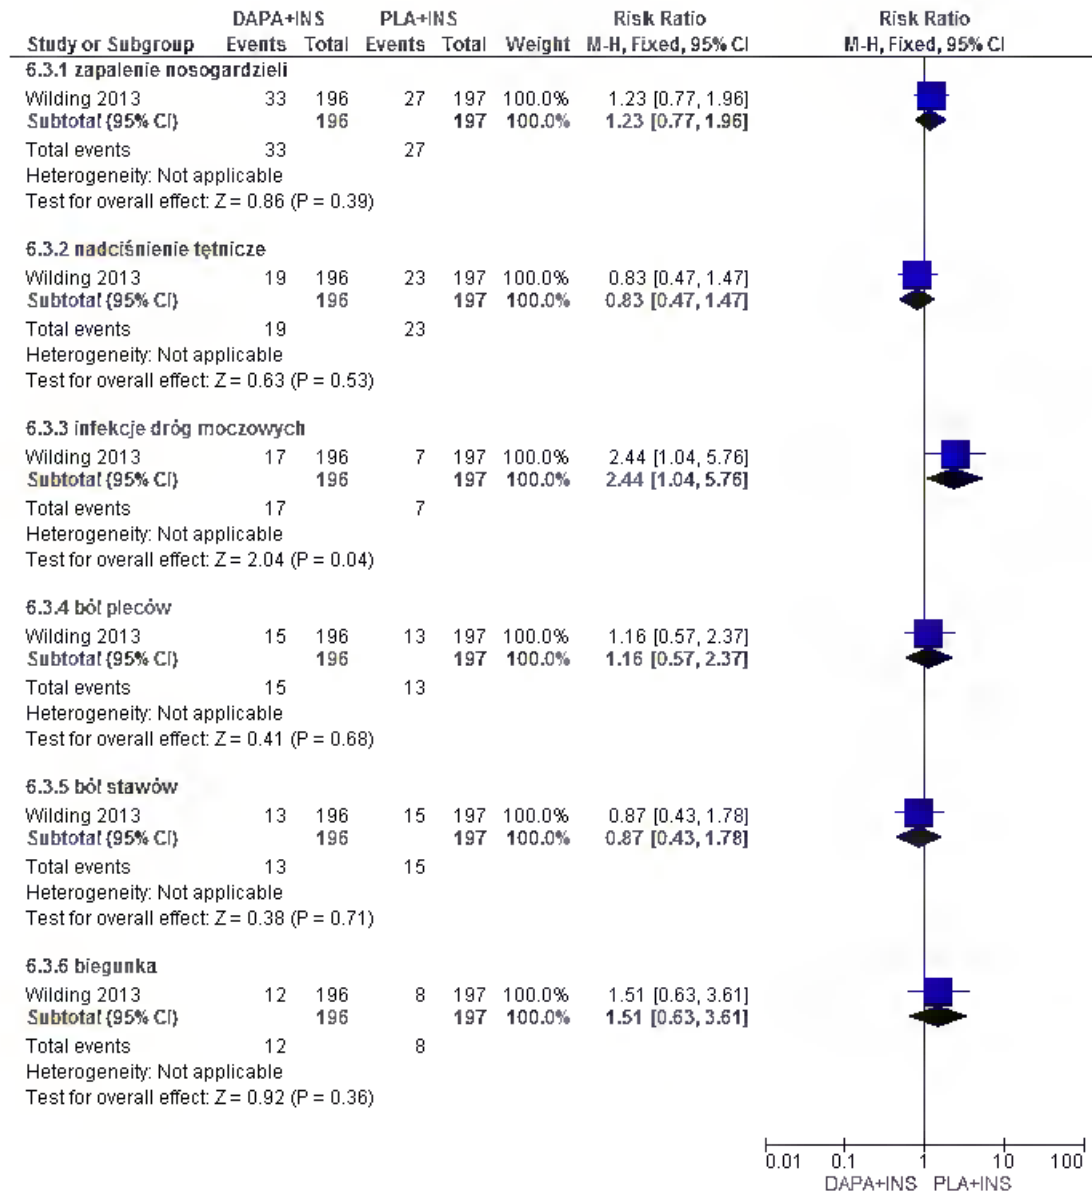 DAPA+INS PLA+INS Risk Ratio Risk Ratio
Study or Subgroup Events Total Events Total Weight M-H, Fixed, 95% CI M-H, Fixed, 95% CI
6.3.1 zapalenie nosogardzieli
Wilding 2013 33 196 27 197 100.0% 1.23 [0.77, 1.96]
Subtotal (95% CI) 196 197 100.0% 1.23 [0.77, 1.96]
Total events 33 27
Heterogeneity: Not applicable
Test for overall effect: Z = 0.86 (P = 0.39)
6.3.2 nadciśnienie tętnicze
Wilding 2013 19 196 23 197 100.0% 0.83 [0.47, 1.47]
Subtotal (95% CI) 196 197 100.0% 0.83 [0.47, 1.47]
Total events 19 23
Heterogeneity: Not applicable
Test for overall effect: Z = 0.63 (P = 0.53)
6.3.3 infekcje dróg moczowych
Wilding 2013 17 196 7 197 100.0% 2.44 [1.04, 5.76]
Subtotal (95% CI) 196 197 100.0% 2.44 [1.04, 5.76]
Total events 17 7
Heterogeneity: Not applicable
Test for overall effect: Z = 2.04 (P = 0.04)
6.3.4 ból pleców
Wilding 2013 15 196 13 197 100.0% 1.16 [0.57, 2.37]
Subtotal (95% CI) 196 197 100.0% 1.16 [0.57, 2.37]
Total events 15 13
Heterogeneity: Not applicable
Test for overall effect: Z = 0.41 (P = 0.68)
6.3.5 ból stawów
Wilding 2013 13 196 15 197 100.0% 0.87 [0.43, 1.78]
Subtotal (95% CI) 196 197 100.0% 0.87 [0.43, 1.78]
Total events 13 15
Heterogeneity: Not applicable
Test for overall effect: Z = 0.38 (P = 0.71)
6.3.6 biegunka
Wilding 2013 12 196 8 197 100.0% 1.51 [0.63, 3.61]
Subtotal (95% CI) 196 197 100.0% 1.51 [0.63, 3.61]
Total events 12 8
Heterogeneity: Not applicable
Test for overall effect: Z = 0.92 (P = 0.36)
0.01 0.1 1 10 100
DAPA+INS PLA+INS